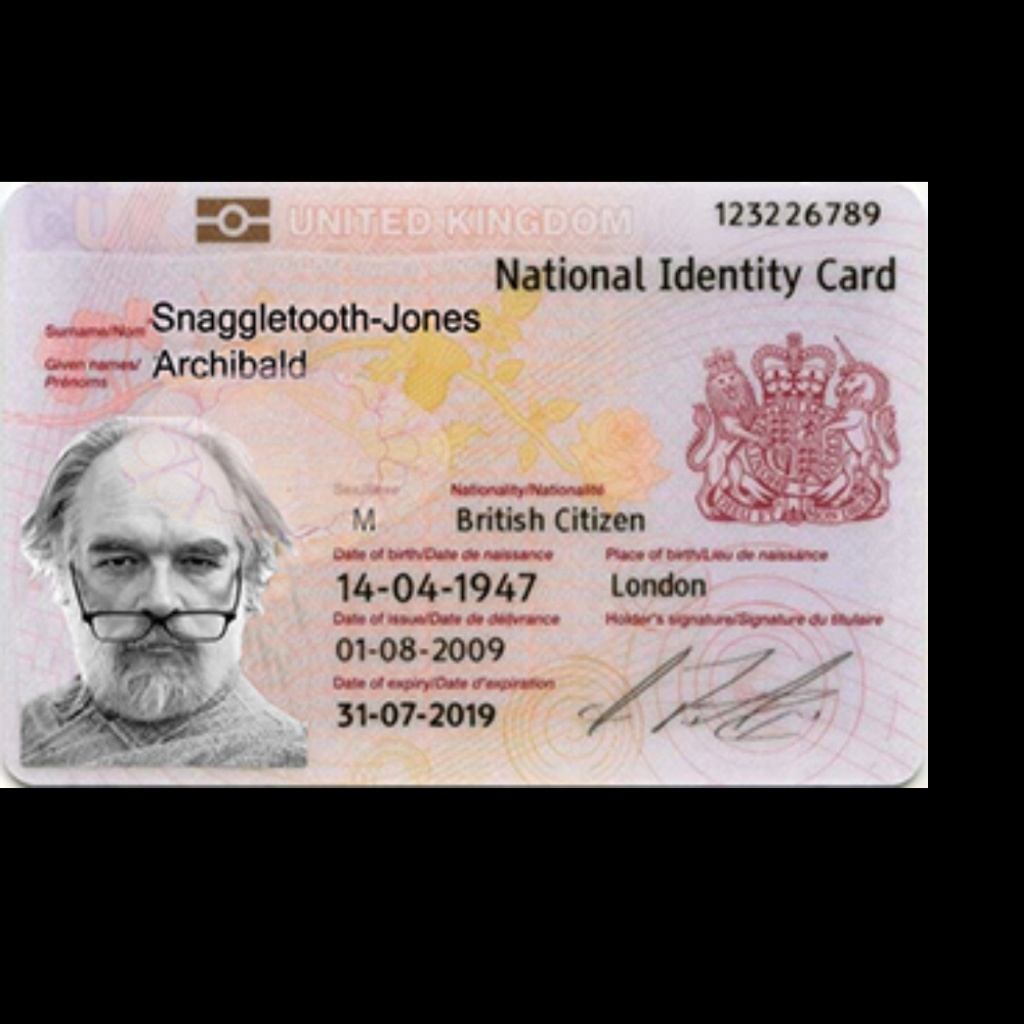 UK
UNITED KINGDOM
123226789
National Identity Card
Surname/Nom Snaggletooth-Jones
Given names/ Archibald
Prénoms
Sex/Sexe Nationality/Nationalité
M British Citizen
Date of birth/Date de naissance Place of birth/Lieu de naissance
14-04-1947 London
Date of issue/Date de délivrance Holder's signature/Signature du titulaire
01-08-2009
Date of expiry/Date d'expiration
31-07-2019